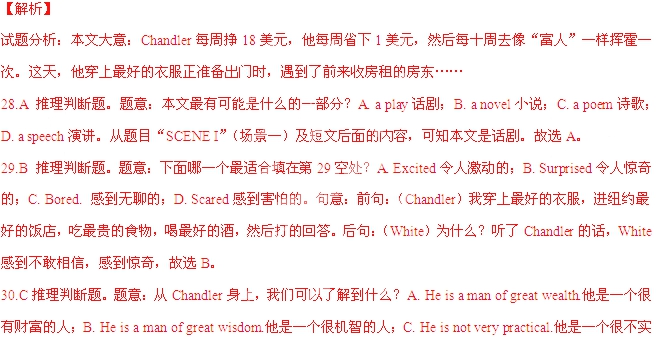 【解析】
试题分析：本文大意：Chandler 每周挣 18 美元，他每周省下 1 美元，然后每十周去像“富人”一样挥霍一
次。这天，他穿上最好的衣服正准备出门时，遇到了前来收房租的房东……
28.A 推理判断题。题意：本文最有可能是什么的一部分？A. a play 话剧；B. a novel 小说；C. a poem 诗歌；
D. a speech 演讲。从题目“SCENE I”（场景一）及短文后面的内容，可知本文是话剧。故选 A。
29.B 推理判断题。题意：下面哪一个最适合填在第 29 空处？A. Excited 令人激动的；B. Surprised 令人惊奇
的；C. Bored. 感到无聊的；D. Scared 感到害怕的。句意：前句：（Chandler）我穿上最好的衣服，进纽约最
好的饭店，吃最贵的食物，喝最好的酒，然后打的回答。后句：（White）为什么？听了 Chandler 的话，White
感到不敢相信，感到惊奇，故选 B。
30.C 推理判断题。题意：从 Chandler 身上，我们可以了解到什么？A. He is a man of great wealth.他是一个很
有财富的人；B. He is a man of great wisdom.他是一个很机智的人；C. He is not very practical.他是一个很不实